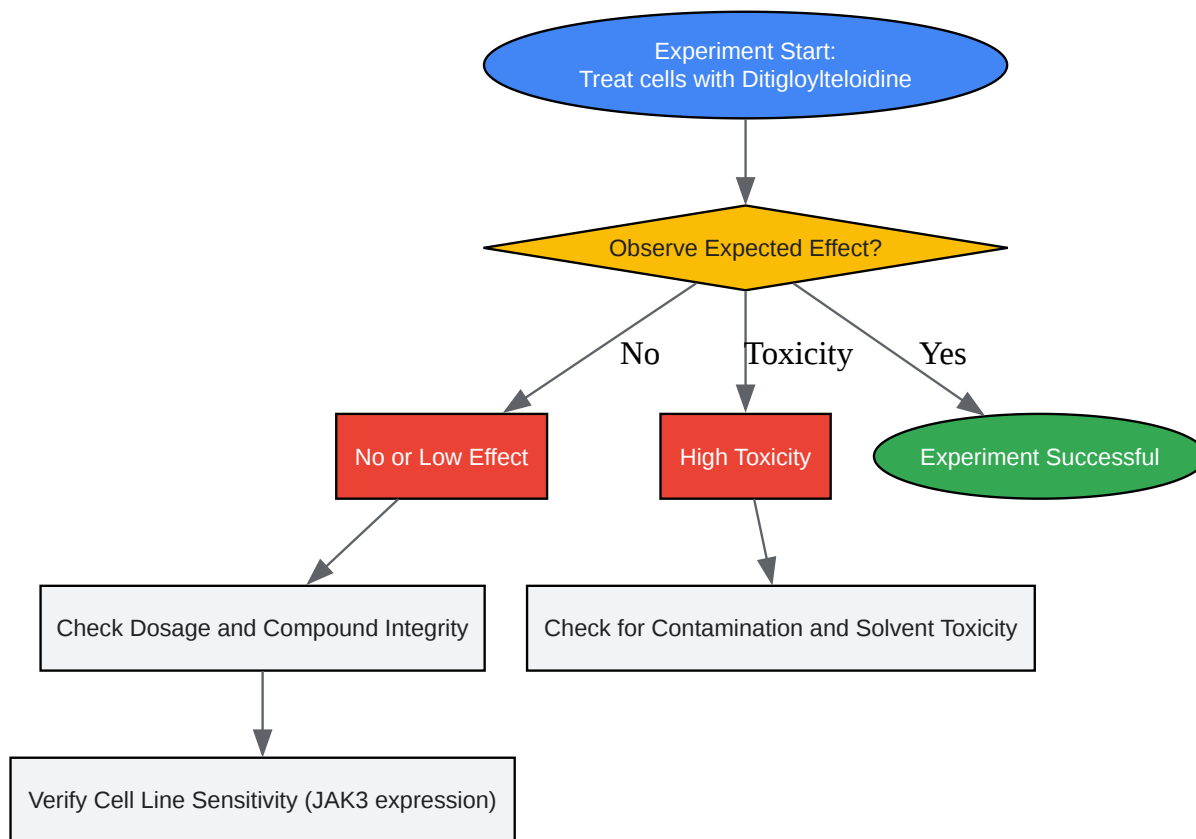 Experiment Start:
Treat cells with Ditigloylteloidine
Observe Expected Effect?
No
Toxicity
Yes
No or Low Effect
High Toxicity
Experiment Successful
Check Dosage and Compound Integrity
Check for Contamination and Solvent Toxicity
Verify Cell Line Sensitivity (JAK3 expression)